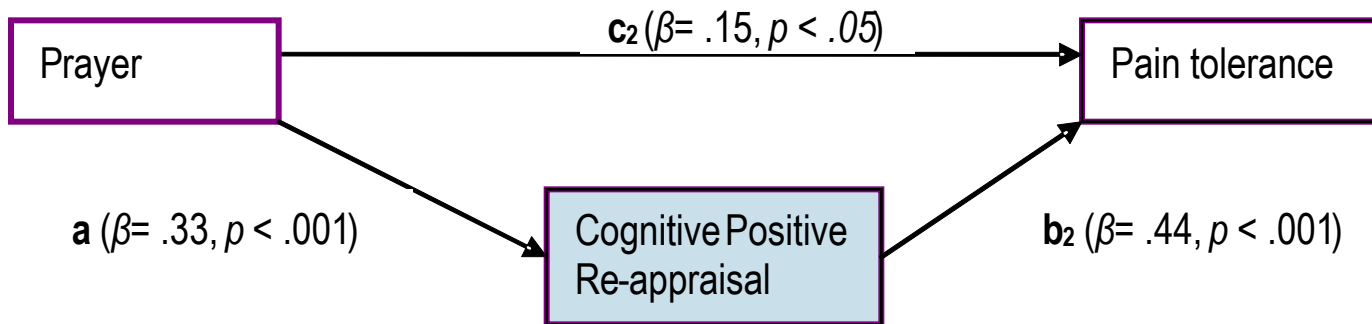 c₂ (β= .15, p < .05)
Prayer
Pain tolerance
a (β= .33, p < .001)
Cognitive Positive
Re-appraisal
b₂ (β= .44, p < .001)